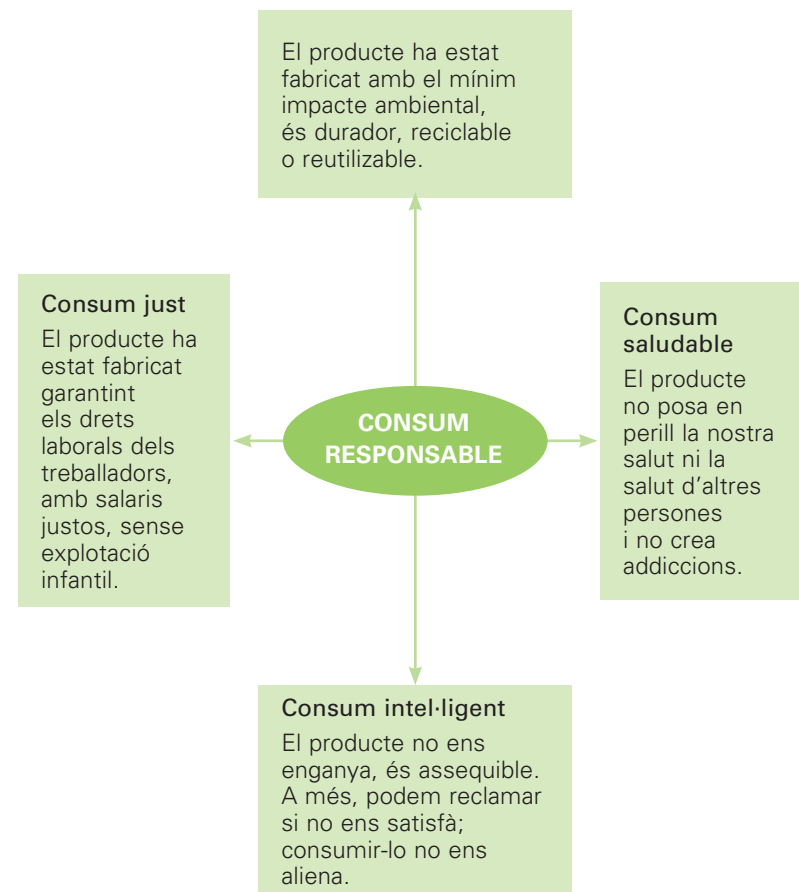 El producte ha estat
fabricat amb el mínim
impacte ambiental,
és durador, reciclable
o reutilizable.
Consum just
El producte ha
estat fabricat
garantint
els drets
laborals dels
treballadors,
amb salaris
justos, sense
explotació
infantil.
CONSUM
RESPONSABLE
Consum
saludable
El producte
no posa en
perill la nostra
salut ni la
salut d’altres
persones
i no crea
addiccions.
Consum intel·ligent
El producte no ens
enganya, és assequible.
A més, podem reclamar
si no ens satisfà;
consumir-lo no ens
aliena.